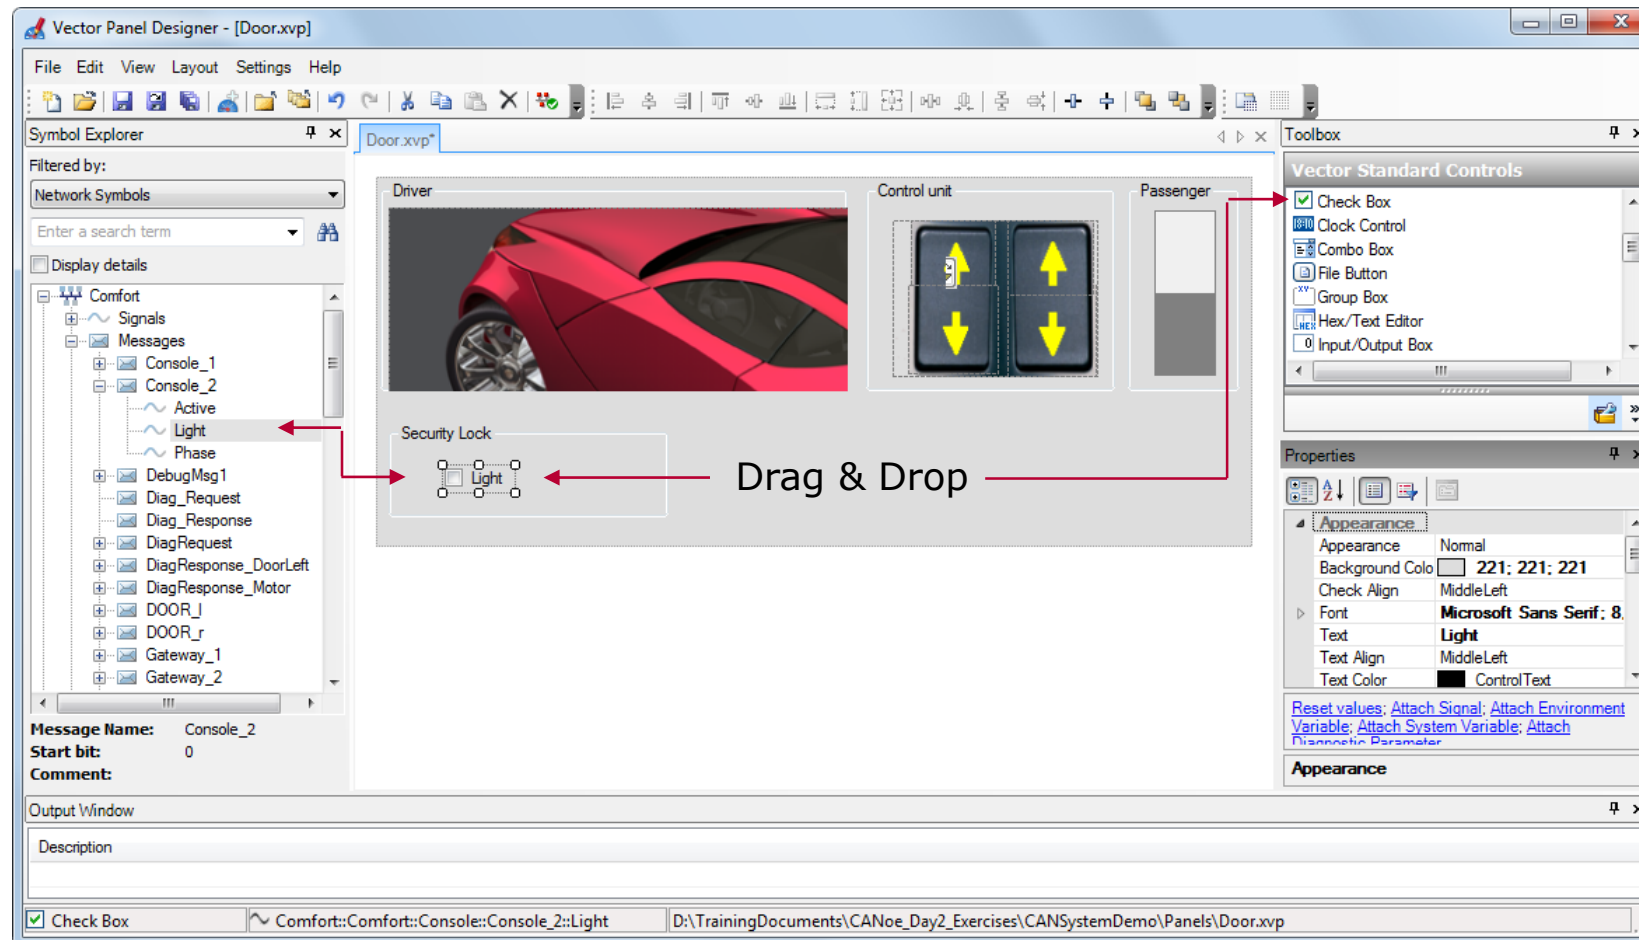 Vector Panel Designer - [Door.xvp]
File Edit View Layout Settings Help
Symbol Explorer
Filtered by:
Network Symbols
Enter a search term
Display details
Comfort
Signals
Messages
Console_1
Console_2
Active
Light
Phase
DebugMsg1
Diag_Request
Diag_Response
DiagRequest
DiagResponse_DoorLeft
DiagResponse_Motor
DOOR_l
DOOR_r
Gateway_1
Gateway_2
Message Name: Console_2
Start bit: 0
Comment:
Door.xvp*
Driver
Control unit
Passenger
Security Lock
Light
Drag & Drop
Toolbox
Vector Standard Controls
Check Box
Clock Control
Combo Box
File Button
Group Box
Hex/Text Editor
Input/Output Box
Properties
Appearance
Appearance Normal
Background Colo 221; 221; 221
Check Align MiddleLeft
Font Microsoft Sans Serif; 8.
Text Light
Text Align MiddleLeft
Text Color ControlText
Reset values; Attach Signal; Attach Environment
Variable; Attach System Variable; Attach
Diagnostic Parameter
Appearance
Output Window
Description
Check Box
Comfort::Comfort::Console::Console_2::Light
D:\TrainingDocuments\CANoe_Day2_Exercises\CANSystemDemo\Panels\Door.xvp